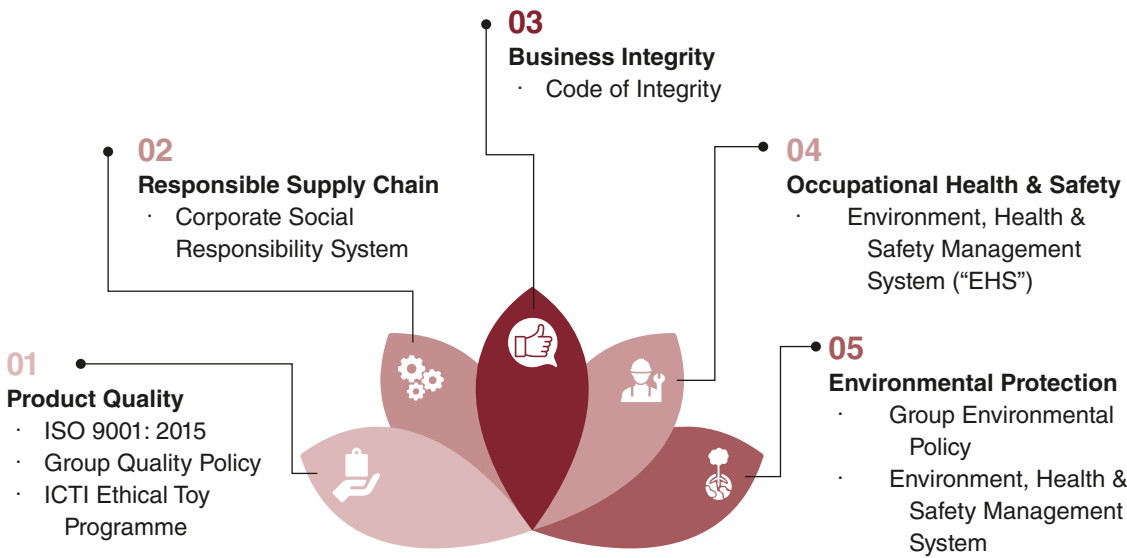 01
Product Quality
· ISO 9001: 2015
· Group Quality Policy
· ICTI Ethical Toy
Programme
02
Responsible Supply Chain
· Corporate Social
Responsibility System
03
Business Integrity
· Code of Integrity
04
Occupational Health & Safety
· Environment, Health &
Safety Management
System (“EHS”)
05
Environmental Protection
· Group Environmental
Policy
· Environment, Health &
Safety Management
System